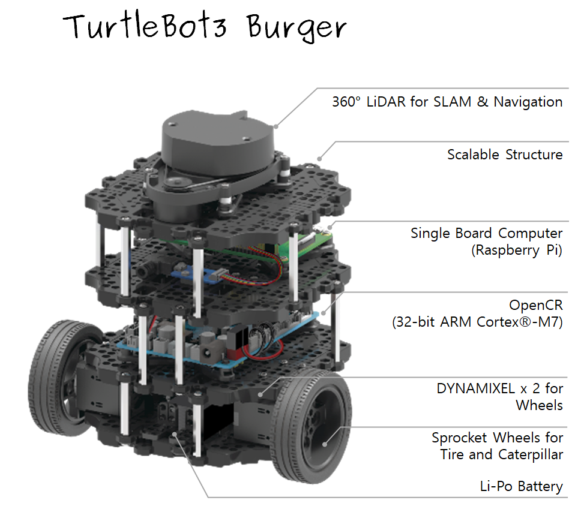 TurtleBot3 Burger
360° LiDAR for SLAM & Navigation
Scalable Structure
Single Board Computer
(Raspberry Pi)
OpenCR
(32-bit ARM Cortex®-M7)
DYNAMIXEL x 2 for
Wheels
Sprocket Wheels for
Tire and Caterpillar
Li-Po Battery